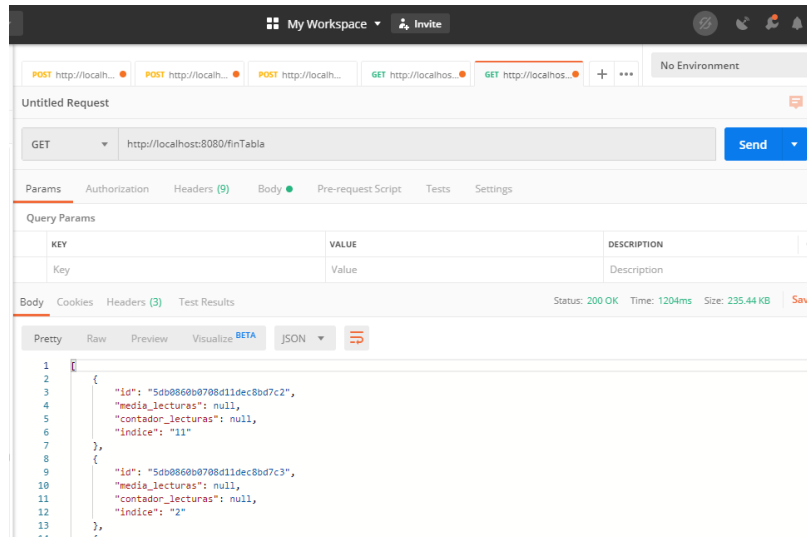 My Workspace Invite
POST http://localh... POST http://localh... POST http://localh... GET http://localhos... GET http://localhos... + ••• No Environment
Untitled Request
GET http://localhost:8080/finTabla Send
Params Authorization Headers (9) Body Pre-request Script Tests Settings
Query Params
KEY VALUE DESCRIPTION
Key Value Description
Body Cookies Headers (3) Test Results Status: 200 OK Time: 1204ms Size: 235.44 KB Sav
Pretty Raw Preview Visualize BETA JSON
1 [
2 {
3 "id": "5db0860b0708d11dec8bd7c2",
4 "media_lecturas": null,
5 "contador_lecturas": null,
6 "indice": "11"
7 },
8 {
9 "id": "5db0860b0708d11dec8bd7c3",
10 "media_lecturas": null,
11 "contador_lecturas": null,
12 "indice": "2"
13 },